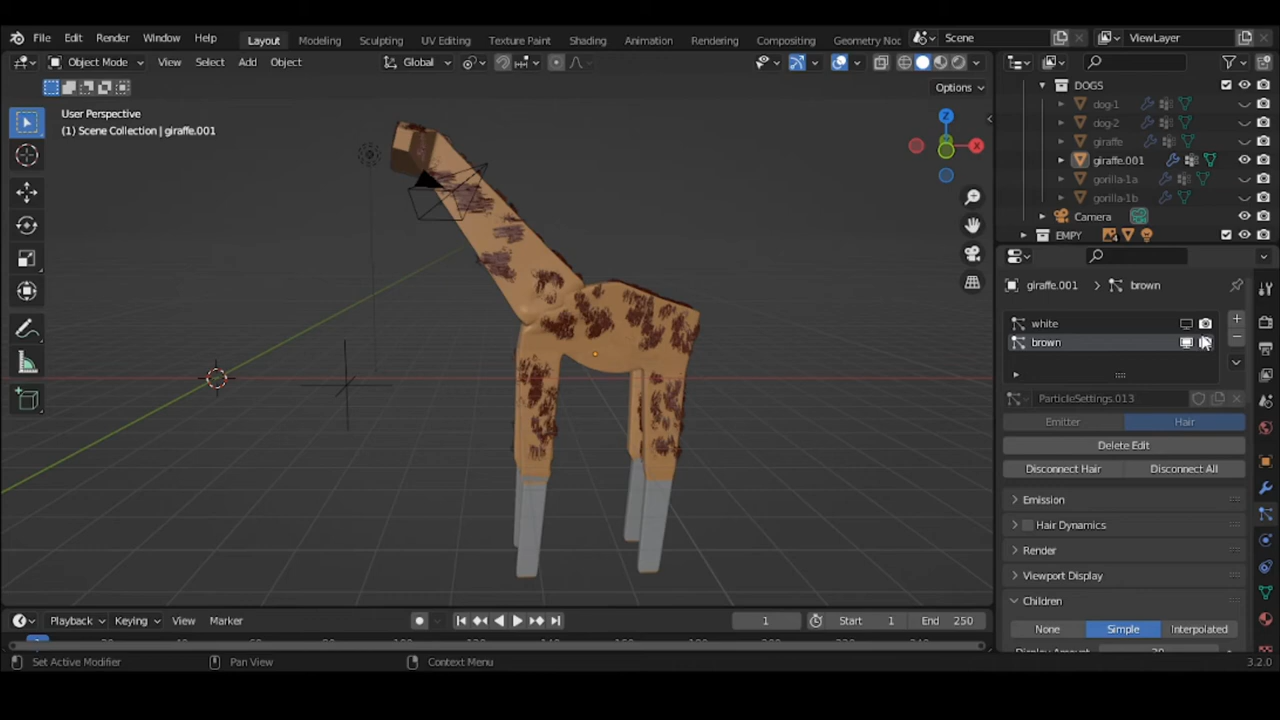 File Edit Render Window Help Layout Modeling Sculpting UV Editing Texture Paint Shading Animation Rendering Compositing Geometry Noc Scene ViewLayer
Object Mode View Select Add Object Global
Options
User Perspective
(1) Scene Collection | giraffe.001
Z
X
DOGS
dog-1
dog-2
giraffe
giraffe.001
gorilla-1a
gorilla-1b
Camera
EMPY
giraffe.001 > brown
white
brown
ParticleSettings.013
Emitter Hair
Delete Edit
Disconnect Hair Disconnect All
Emission
Hair Dynamics
Render
Viewport Display
Children
None Simple Interpolated
Playback Keying View Marker 1 Start 1 End 250
Set Active Modifier Pan View Context Menu 3.2.0